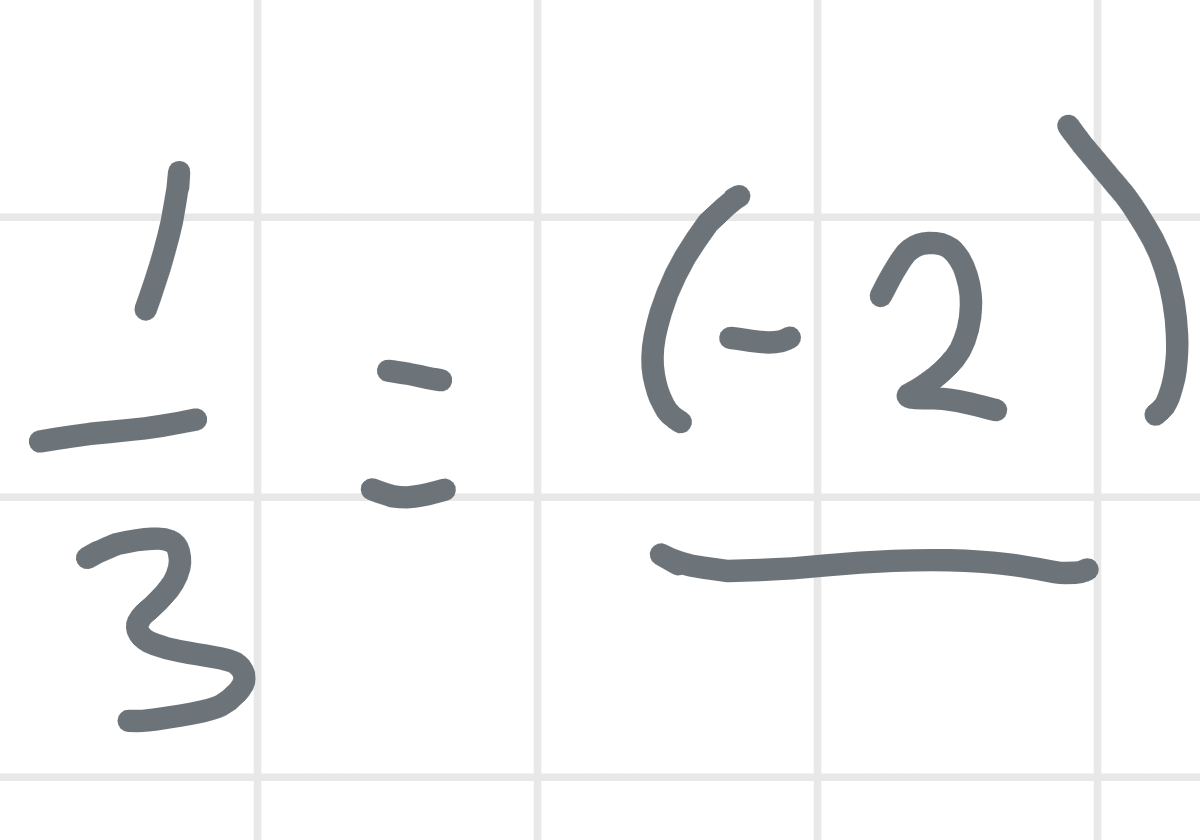 1/3 = (-2)/